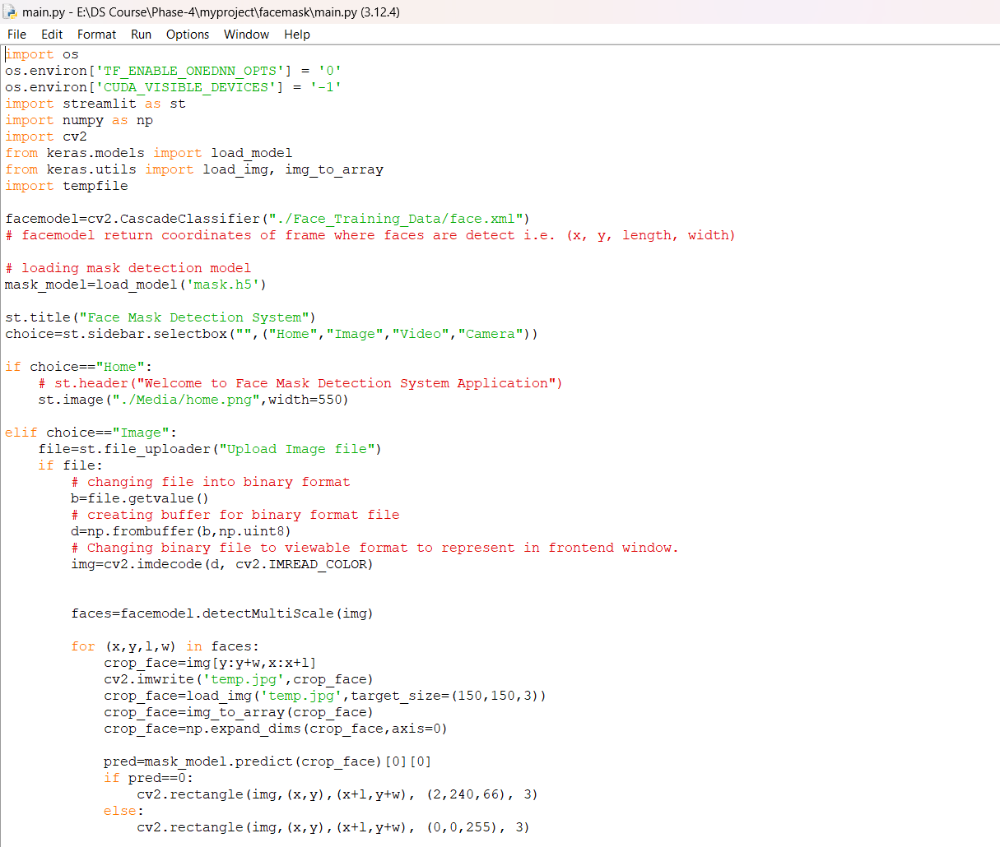 main.py - E:\DS Course\Phase-4\myproject\facemask\main.py (3.12.4)
File Edit Format Run Options Window Help
import os
os.environ['TF_ENABLE_ONEDNN_OPTS'] = '0'
os.environ['CUDA_VISIBLE_DEVICES'] = '-1'
import streamlit as st
import numpy as np
import cv2
from keras.models import load_model
from keras.utils import load_img, img_to_array
import tempfile

facemodel=cv2.CascadeClassifier("./Face_Training_Data/face.xml")
# facemodel return coordinates of frame where faces are detect i.e. (x, y, length, width)

# loading mask detection model
mask_model=load_model('mask.h5')

st.title("Face Mask Detection System")
choice=st.sidebar.selectbox("",("Home","Image","Video","Camera"))

if choice=="Home":
    # st.header("Welcome to Face Mask Detection System Application")
    st.image("./Media/home.png",width=550)

elif choice=="Image":
    file=st.file_uploader("Upload Image file")
    if file:
        # changing file into binary format
        b=file.getvalue()
        # creating buffer for binary format file
        d=np.frombuffer(b,np.uint8)
        # Changing binary file to viewable format to represent in frontend window.
        img=cv2.imdecode(d, cv2.IMREAD_COLOR)


        faces=facemodel.detectMultiScale(img)

        for (x,y,l,w) in faces:
            crop_face=img[y:y+w,x:x+l]
            cv2.imwrite('temp.jpg',crop_face)
            crop_face=load_img('temp.jpg',target_size=(150,150,3))
            crop_face=img_to_array(crop_face)
            crop_face=np.expand_dims(crop_face,axis=0)

            pred=mask_model.predict(crop_face)[0][0]
            if pred==0:
                cv2.rectangle(img,(x,y),(x+l,y+w), (2,240,66), 3)
            else:
                cv2.rectangle(img,(x,y),(x+l,y+w), (0,0,255), 3)